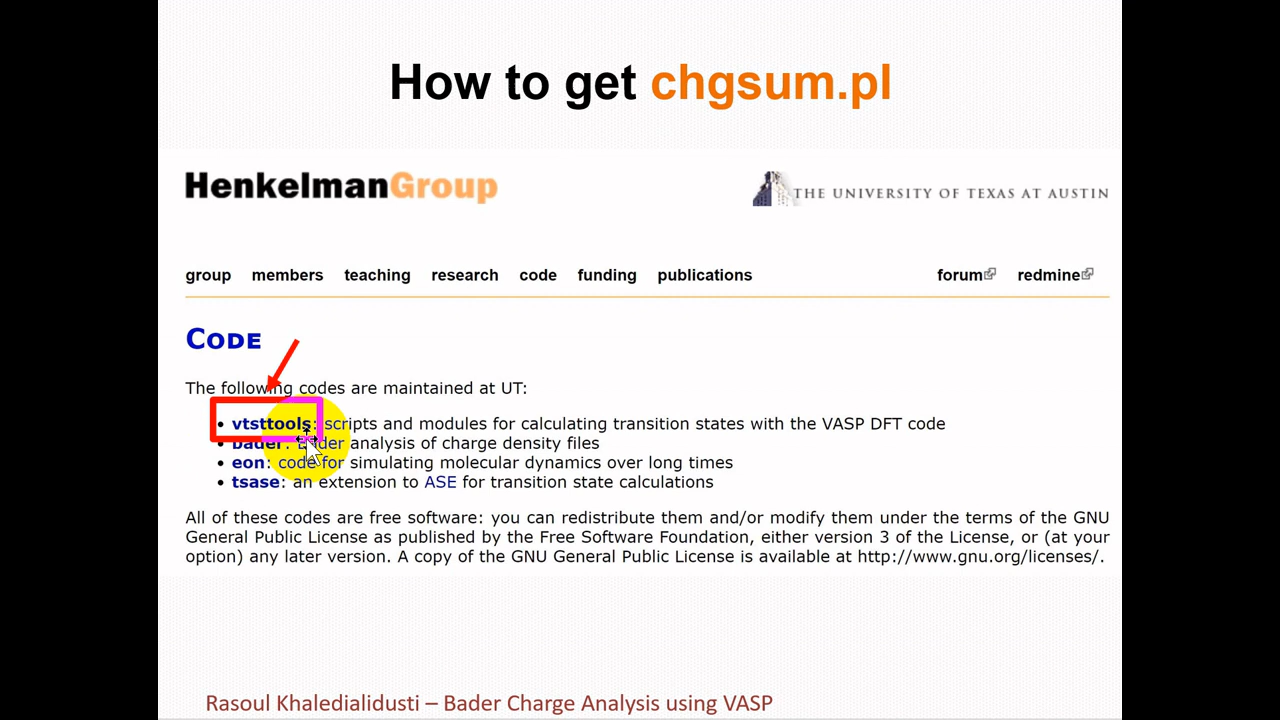 How to get chgsum.pl
HenkelmanGroup
THE UNIVERSITY OF TEXAS AT AUSTIN
group members teaching research code funding publications forum redmine
CODE
The following codes are maintained at UT:
• vtsttools: scripts and modules for calculating transition states with the VASP DFT code
• bader: Bader analysis of charge density files
• eon: code for simulating molecular dynamics over long times
• tsase: an extension to ASE for transition state calculations
All of these codes are free software: you can redistribute them and/or modify them under the terms of the GNU
General Public License as published by the Free Software Foundation, either version 3 of the License, or (at your
option) any later version. A copy of the GNU General Public License is available at http://www.gnu.org/licenses/.
Rasoul Khaledialidusti – Bader Charge Analysis using VASP